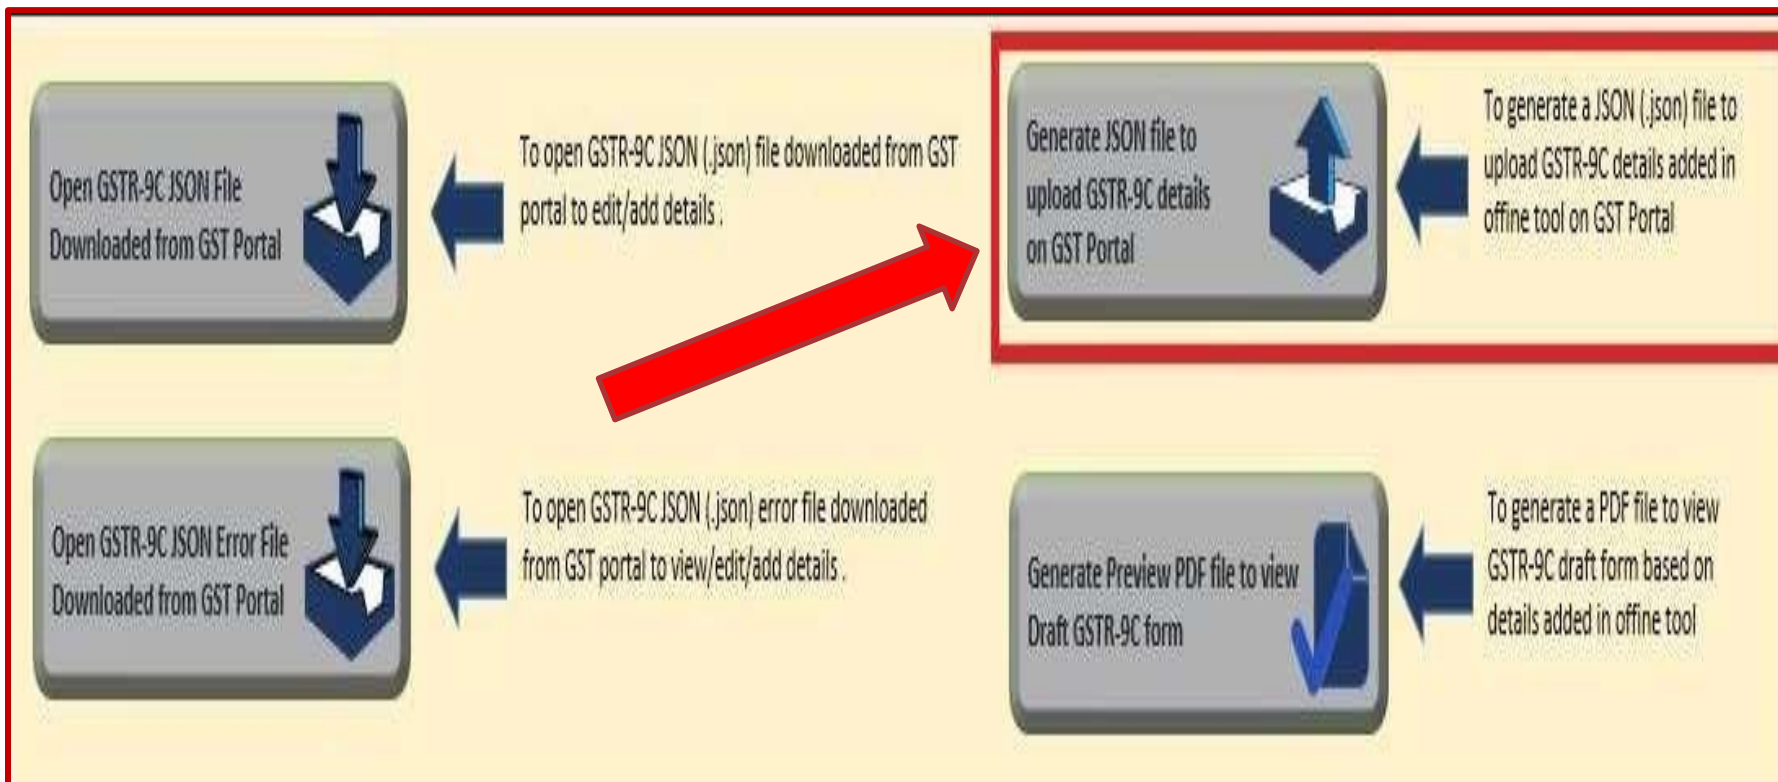 Open GSTR-9C JSON File
Downloaded from GST Portal
To open GSTR-9C JSON (.json) file downloaded from GST
portal to edit/add details .
Generate JSON file to
upload GSTR-9C details
on GST Portal
To generate a JSON (.json) file to
upload GSTR-9C details added in
offine tool on GST Portal
Open GSTR-9C JSON Error File
Downloaded from GST Portal
To open GSTR-9C JSON (.json) error file downloaded
from GST portal to view/edit/add details .
Generate Preview PDF file to view
Draft GSTR-9C form
To generate a PDF file to view
GSTR-9C draft form based on
details added in offine tool